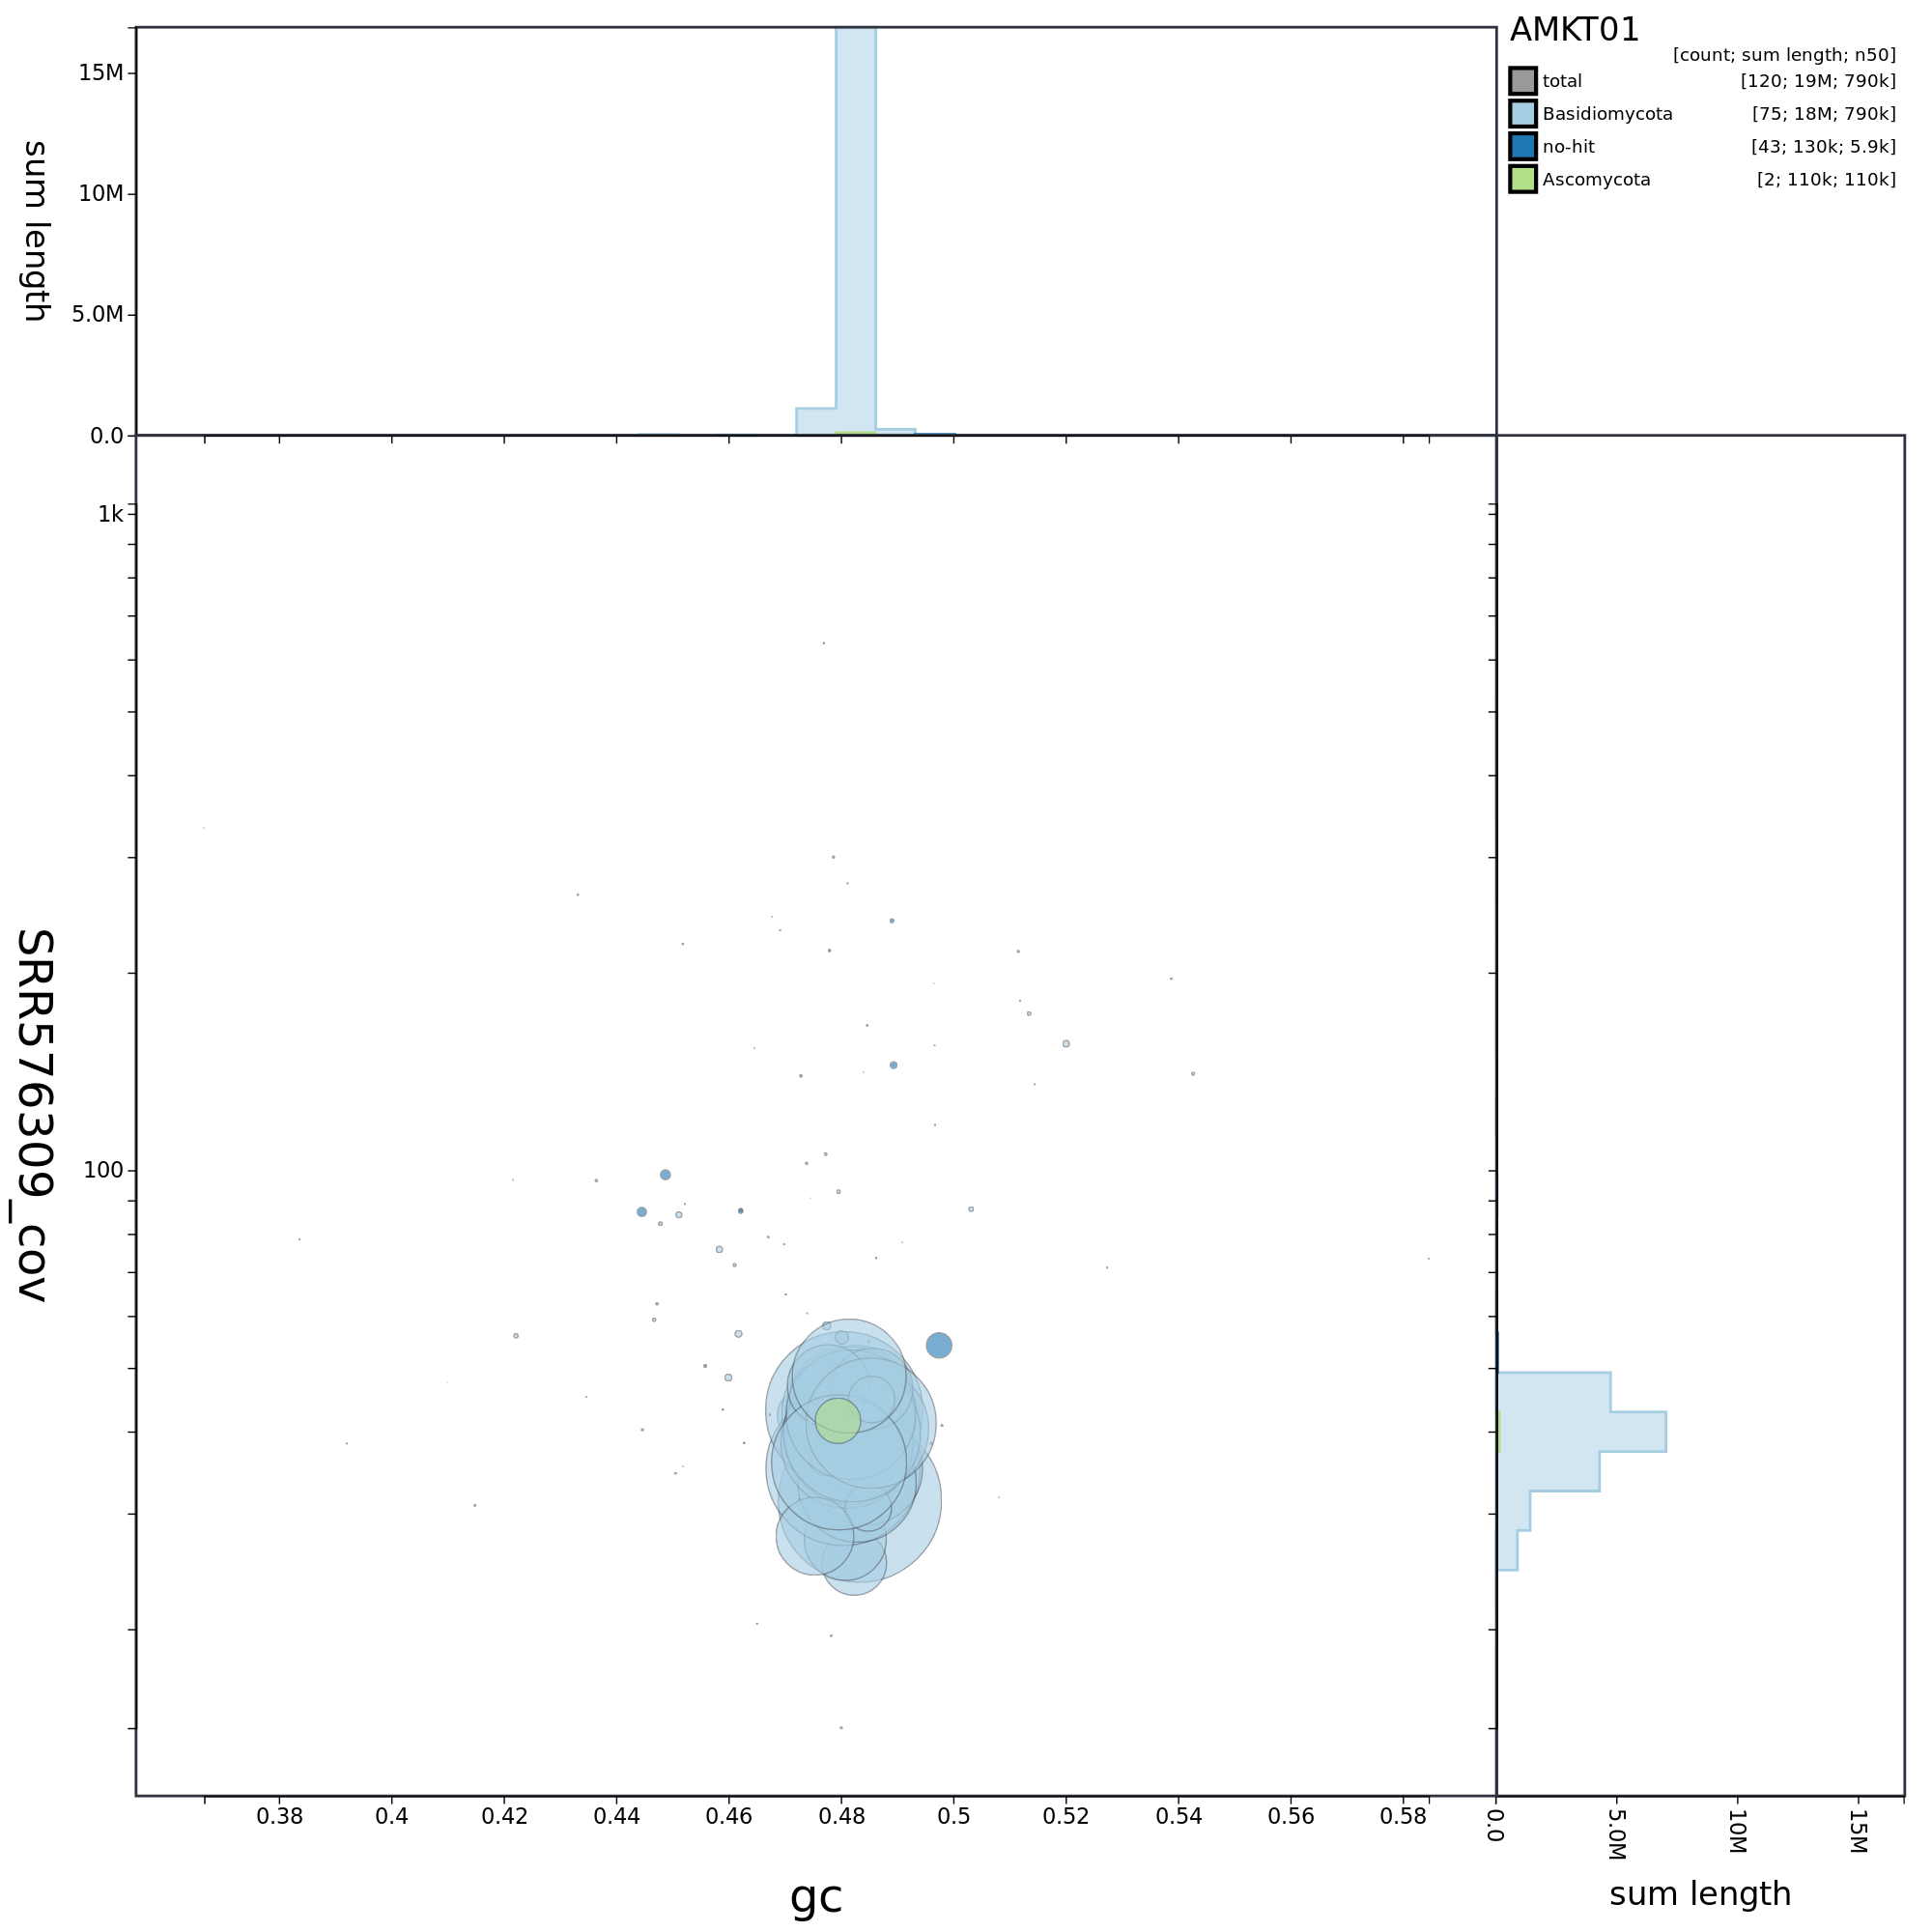 AMKT01
[count; sum length; n50]
total [120; 19M; 790k]
Basidiomycota [75; 18M; 790k]
no-hit [43; 130k; 5.9k]
Ascomycota [2; 110k; 110k]
sum length
15M
10M
5.0M
0.0
SRR576309_cov
1k
100
0.38 0.4 0.42 0.44 0.46 0.48 0.5 0.52 0.54 0.56 0.58
gc
0.0 5.0M 10M 15M
sum length